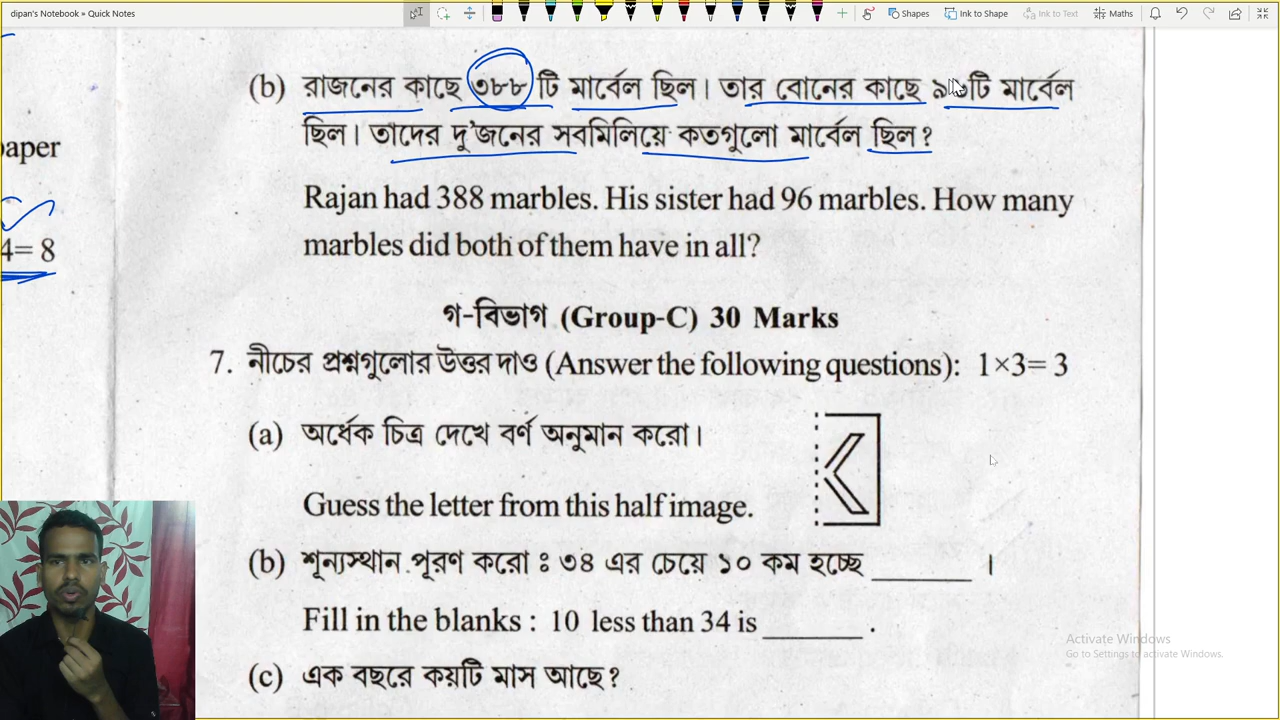 dipan's Notebook » Quick Notes
Shapes Ink to Shape Ink to Text Maths
(b) রাজনের কাছে ৩৮৮ টি মার্বেল ছিল। তার বোনের কাছে ৯৬টি মার্বেল
ছিল। তাদের দু'জনের সবমিলিয়ে কতগুলো মার্বেল ছিল?
paper
Rajan had 388 marbles. His sister had 96 marbles. How many
4= 8
marbles did both of them have in all?
গ-বিভাগ (Group-C) 30 Marks
7. নীচের প্রশ্নগুলোর উত্তর দাও (Answer the following questions): 1×3= 3
(a) অর্ধেক চিত্র দেখে বর্ণ অনুমান করো।
Guess the letter from this half image.
(b) শূন্যস্থান পূরণ করো ঃ ৩৪ এর চেয়ে ১০ কম হচ্ছে ______ ।
Fill in the blanks : 10 less than 34 is ______ .
Activate Windows
Go to Settings to activate Windows.
(c) এক বছরে কয়টি মাস আছে?